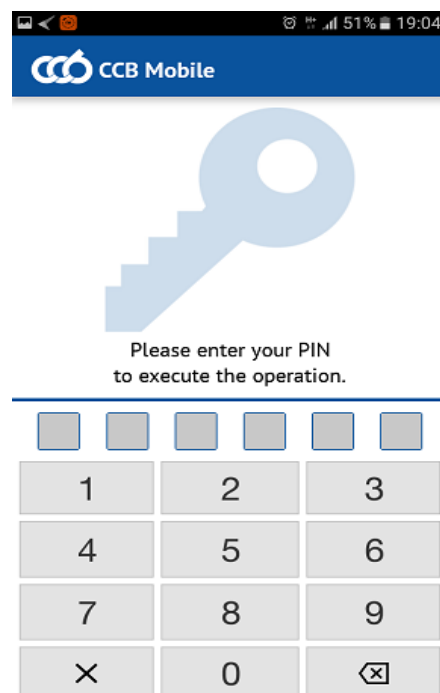 51% 19:04
CCB Mobile
Please enter your PIN
to execute the operation.
1 2 3
4 5 6
7 8 9
0